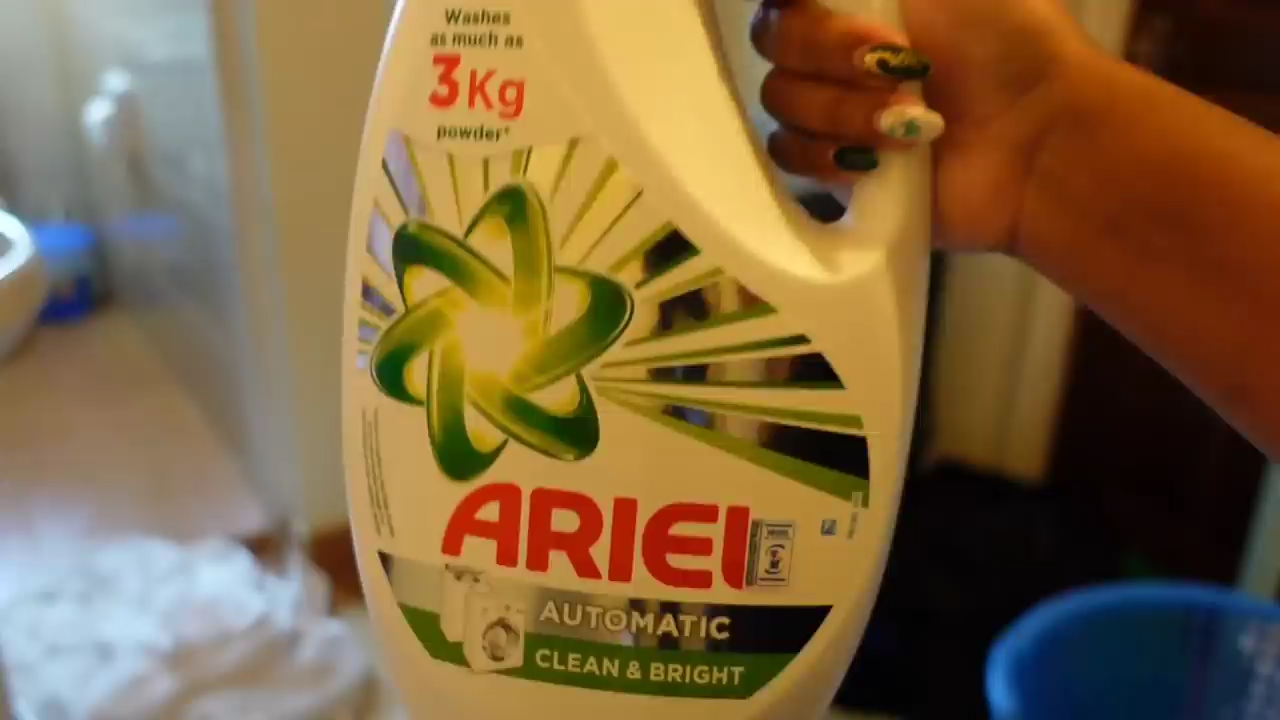 Washes
as much as
3Kg
powder*
ARIEL
AUTOMATIC
CLEAN & BRIGHT